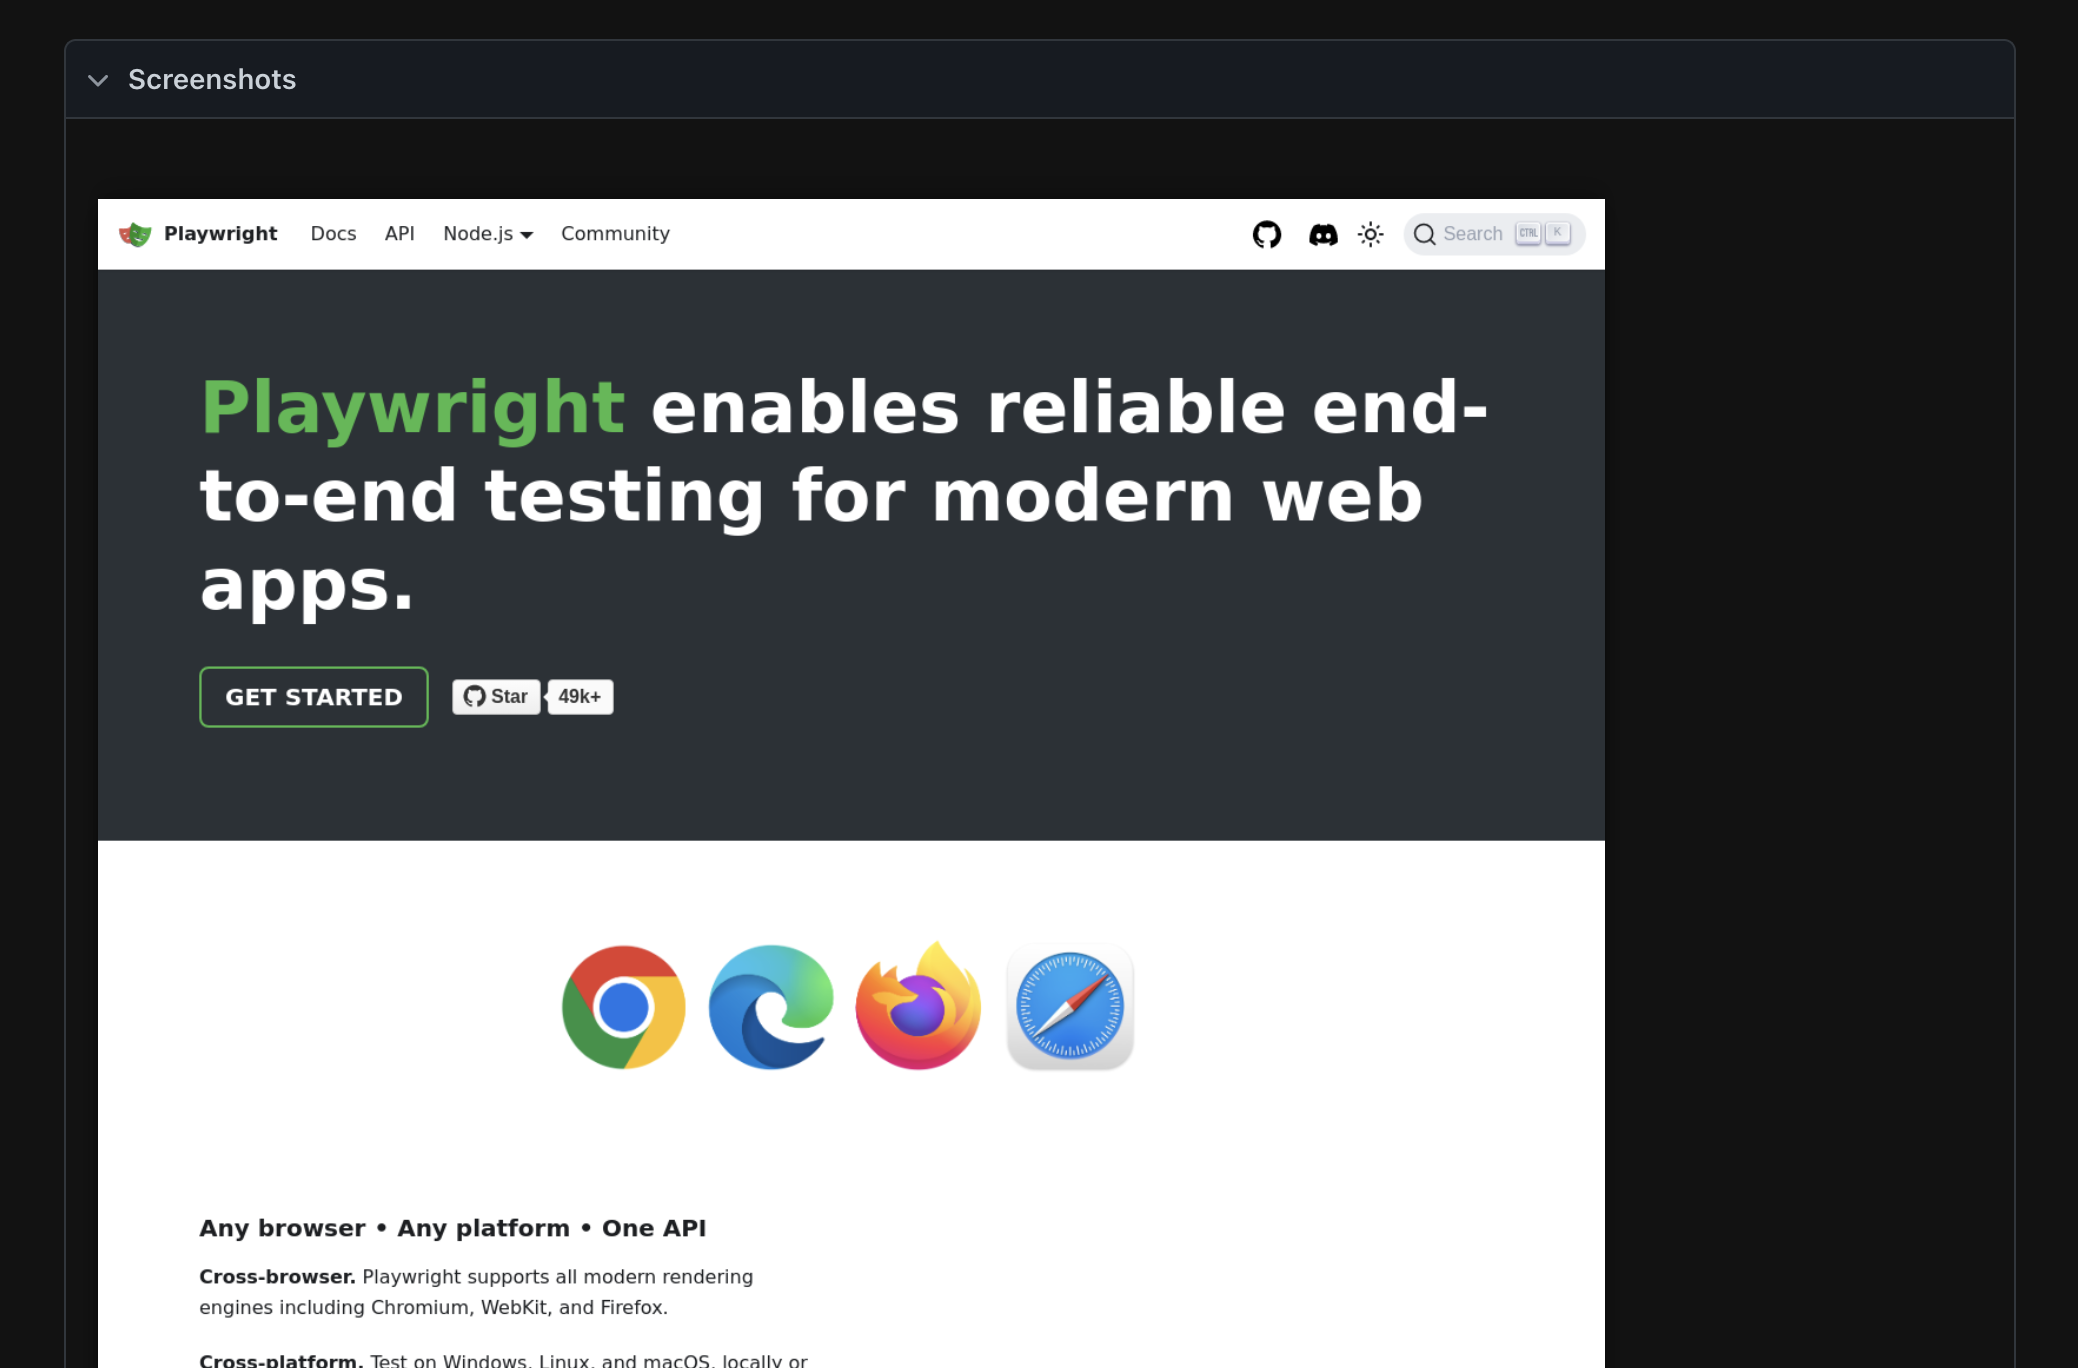 Screenshots
Playwright Docs API Node.js Community Search CTRL K
Playwright enables reliable end-
to-end testing for modern web
apps.
GET STARTED Star 49k+
Any browser • Any platform • One API
Cross-browser. Playwright supports all modern rendering
engines including Chromium, WebKit, and Firefox.
Cross-platform. Test on Windows, Linux, and macOS, locally or